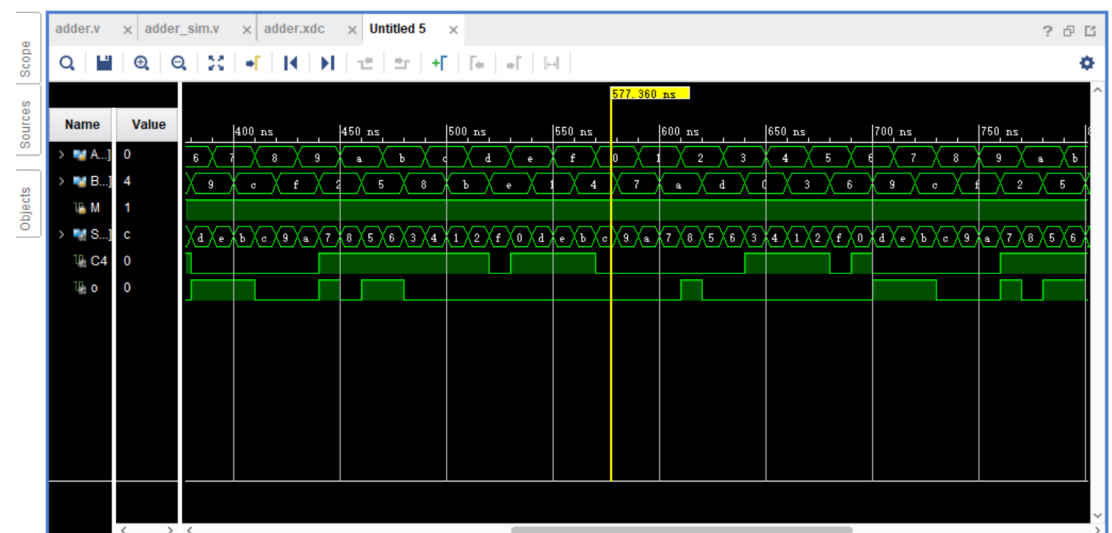 adder.v × adder_sim.v × adder.xdc × Untitled 5 × ?
Scope
Sources
Objects
577.360 ns
Name Value
400 ns 450 ns 500 ns 550 ns 600 ns 650 ns 700 ns 750 ns
A...] 0 6 7 8 9 a b c d e f 0 1 2 3 4 5 6 7 8 9 a b
B...] 4 9 c f 2 5 8 b e 1 4 7 a d 0 3 6 9 c f 2 5
M 1
S...] c d e b c 9 a 7 8 5 6 3 4 1 2 f 0 d e b c 9 a 7 8 5 6 3 4 1 2 f 0 d e b c 9 a 7 8 5 6
C4 0
o 0